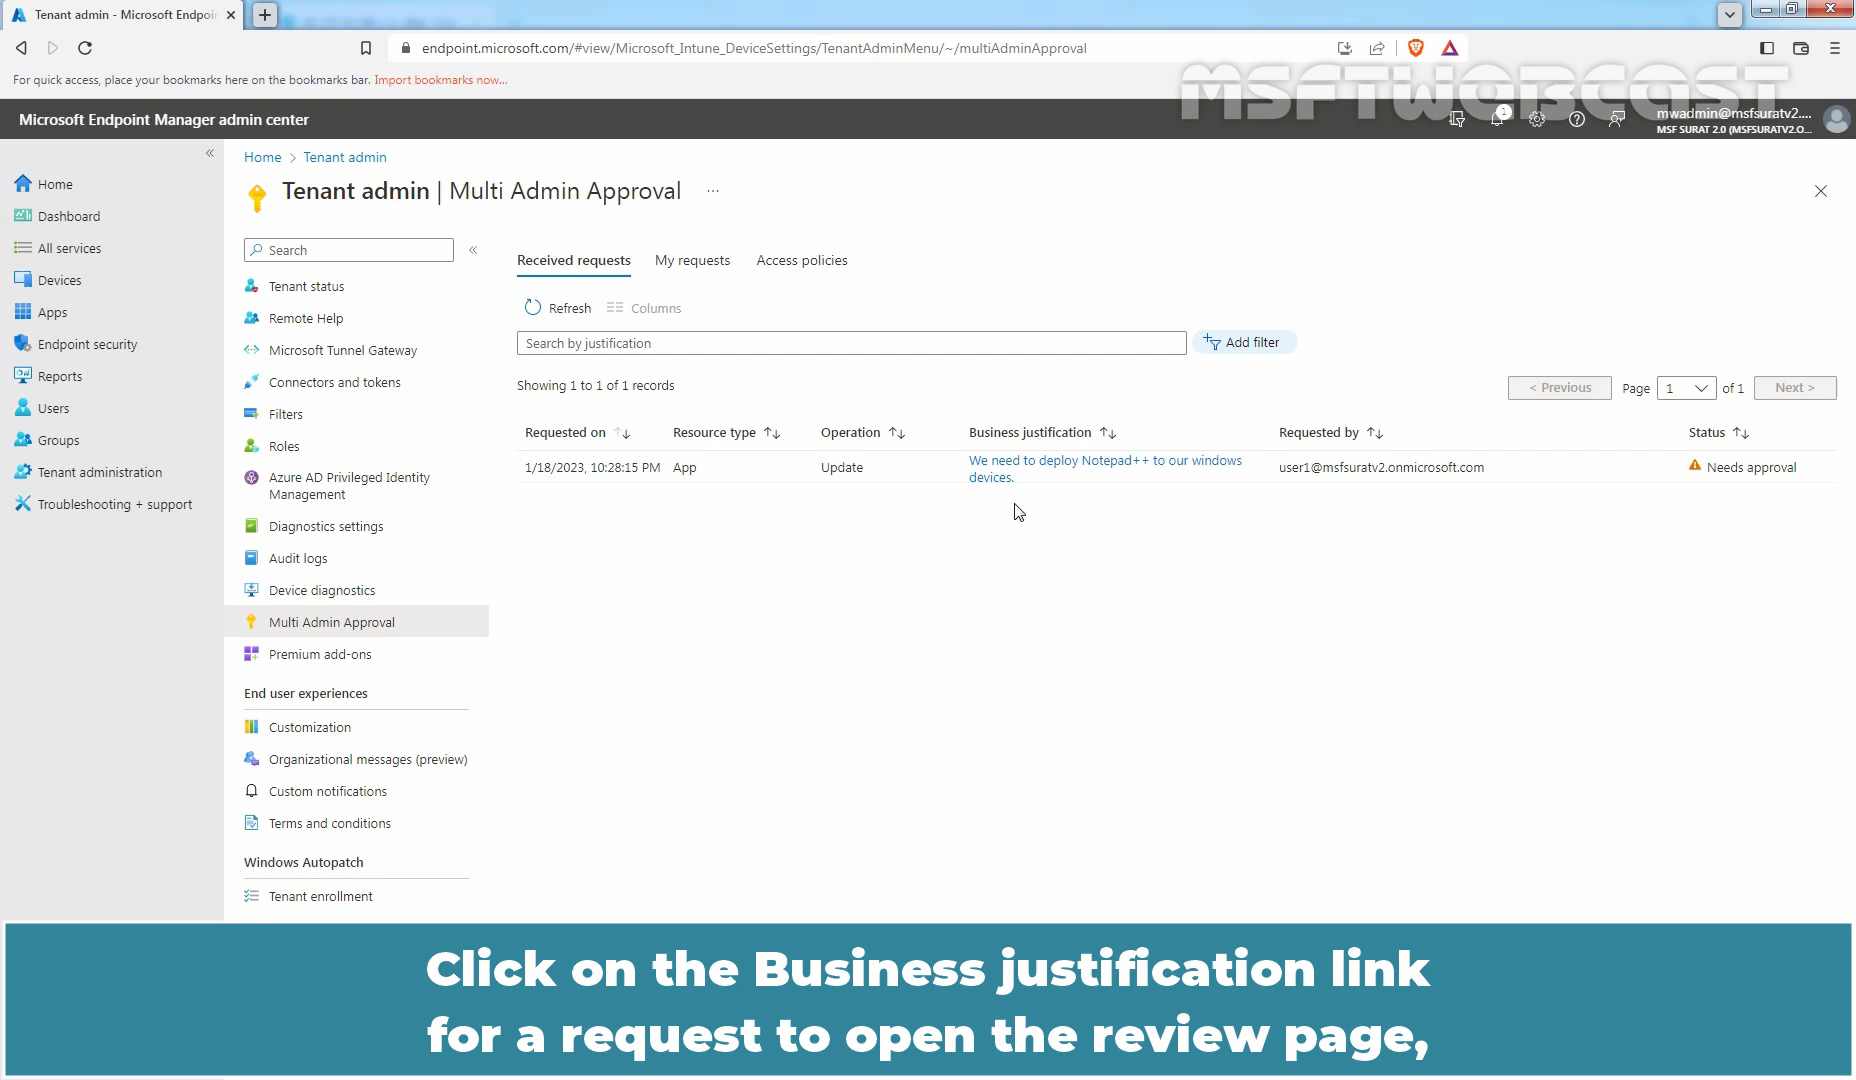 Tenant admin - Microsoft Endpoin
endpoint.microsoft.com/#view/Microsoft_Intune_DeviceSettings/TenantAdminMenu/~/multiAdminApproval
For quick access, place your bookmarks here on the bookmarks bar. Import bookmarks now...
MSFTWEBCAST
Microsoft Endpoint Manager admin center
1
mwadmin@msfsuratv2....
MSF SURAT 2.0 (MSFSURATV2.O...
Home
Dashboard
All services
Devices
Apps
Endpoint security
Reports
Users
Groups
Tenant administration
Troubleshooting + support
Home > Tenant admin
Tenant admin | Multi Admin Approval ...
Search
Tenant status
Remote Help
Microsoft Tunnel Gateway
Connectors and tokens
Filters
Roles
Azure AD Privileged Identity
Management
Diagnostics settings
Audit logs
Device diagnostics
Multi Admin Approval
Premium add-ons
End user experiences
Customization
Organizational messages (preview)
Custom notifications
Terms and conditions
Windows Autopatch
Tenant enrollment
Received requests My requests Access policies
Refresh Columns
Search by justification
Add filter
Showing 1 to 1 of 1 records
< Previous Page 1 of 1 Next >
Requested on Resource type Operation Business justification Requested by Status
1/18/2023, 10:28:15 PM App Update We need to deploy Notepad++ to our windows devices. user1@msfsuratv2.onmicrosoft.com Needs approval
Click on the Business justification link
for a request to open the review page,